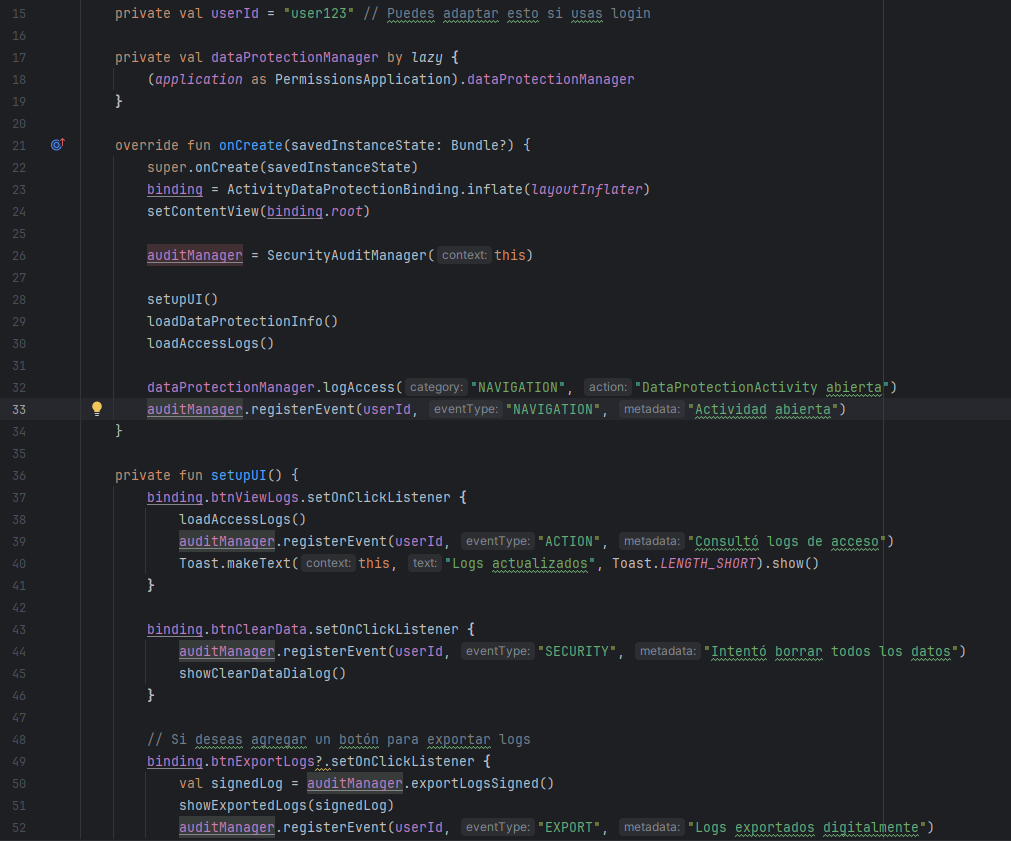 15 private val userId = "user123" // Puedes adaptar esto si usas login
16
17 private val dataProtectionManager by lazy {
18 (application as PermissionsApplication).dataProtectionManager
19 }
20
21 override fun onCreate(savedInstanceState: Bundle?) {
22 super.onCreate(savedInstanceState)
23 binding = ActivityDataProtectionBinding.inflate(layoutInflater)
24 setContentView(binding.root)
25
26 auditManager = SecurityAuditManager( context: this)
27
28 setupUI()
29 loadDataProtectionInfo()
30 loadAccessLogs()
31
32 dataProtectionManager.logAccess( category: "NAVIGATION", action: "DataProtectionActivity abierta")
33 auditManager.registerEvent(userId, eventType: "NAVIGATION", metadata: "Actividad abierta")
34 }
35
36 private fun setupUI() {
37 binding.btnViewLogs.setOnClickListener {
38 loadAccessLogs()
39 auditManager.registerEvent(userId, eventType: "ACTION", metadata: "Consultó logs de acceso")
40 Toast.makeText( context: this, text: "Logs actualizados", Toast.LENGTH_SHORT).show()
41 }
42
43 binding.btnClearData.setOnClickListener {
44 auditManager.registerEvent(userId, eventType: "SECURITY", metadata: "Intentó borrar todos los datos")
45 showClearDataDialog()
46 }
47
48 // Si deseas agregar un botón para exportar logs
49 binding.btnExportLogs?.setOnClickListener {
50 val signedLog = auditManager.exportLogsSigned()
51 showExportedLogs(signedLog)
52 auditManager.registerEvent(userId, eventType: "EXPORT", metadata: "Logs exportados digitalmente")